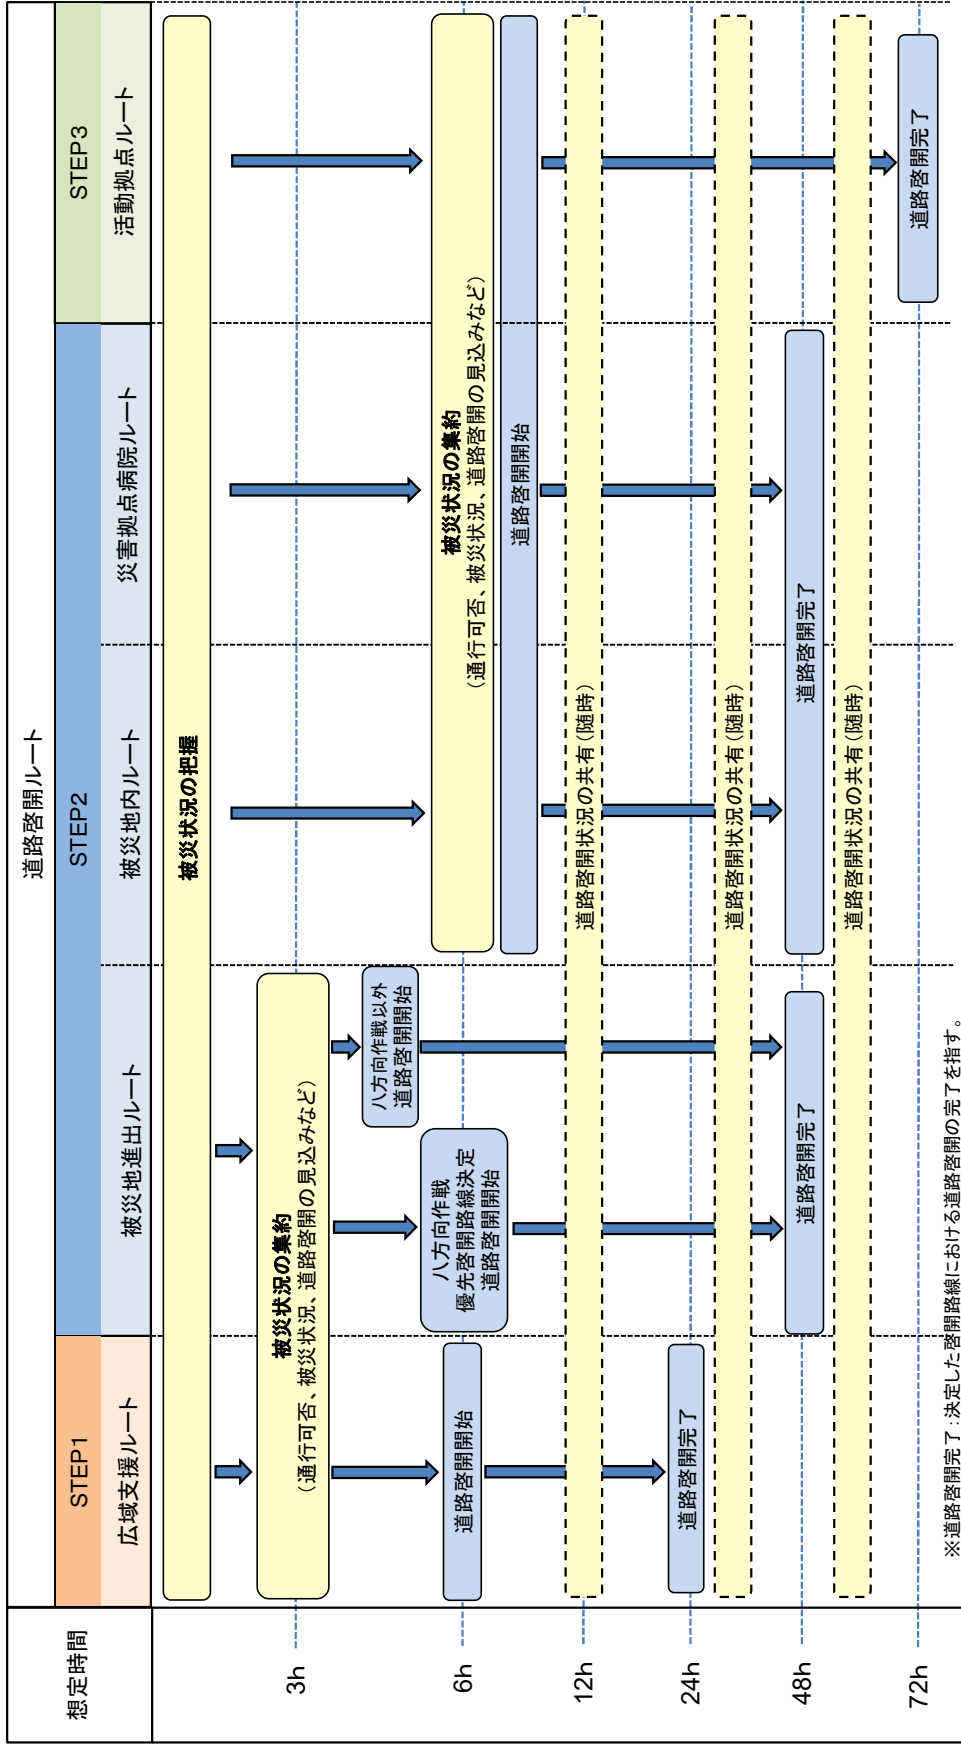 想定時間
道路啓開ルート
STEP1
STEP2
STEP3
広域支援ルート
被災地進出ルート
被災地内ルート
災害拠点病院ルート
活動拠点ルート
被災状況の把握
3h
被災状況の集約
（通行可否、被災状況、道路啓開の見込みなど）
八方向作戦以外
道路啓開開始
6h
道路啓開開始
八方向作戦
優先啓開路線決定
道路啓開開始
被災状況の集約
（通行可否、被災状況、道路啓開の見込みなど）
道路啓開開始
12h
道路啓開状況の共有（随時）
24h
道路啓開完了
道路啓開状況の共有（随時）
48h
道路啓開完了
道路啓開完了
道路啓開状況の共有（随時）
72h
道路啓開完了
※道路啓開完了：決定した啓開路線における道路啓開の完了を指す。